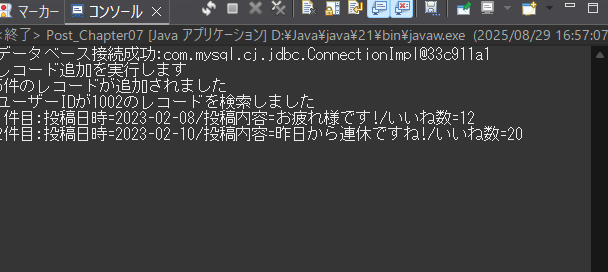 マーカー コンソール ×
<終了> Post_Chapter07 [Java アプリケーション] D:¥Java¥java¥21¥bin¥javaw.exe (2025/08/29 16:57:07
データベース接続成功:com.mysql.cj.jdbc.ConnectionImpl@33c911a1
レコード追加を実行します
件のレコードが追加されました
ユーザーIDが1002のレコードを検索しました
件目:投稿日時=2023-02-08/投稿内容=お疲れ様です!/いいね数=12
2件目:投稿日時=2023-02-10/投稿内容=昨日から連休ですね!/いいね数=20